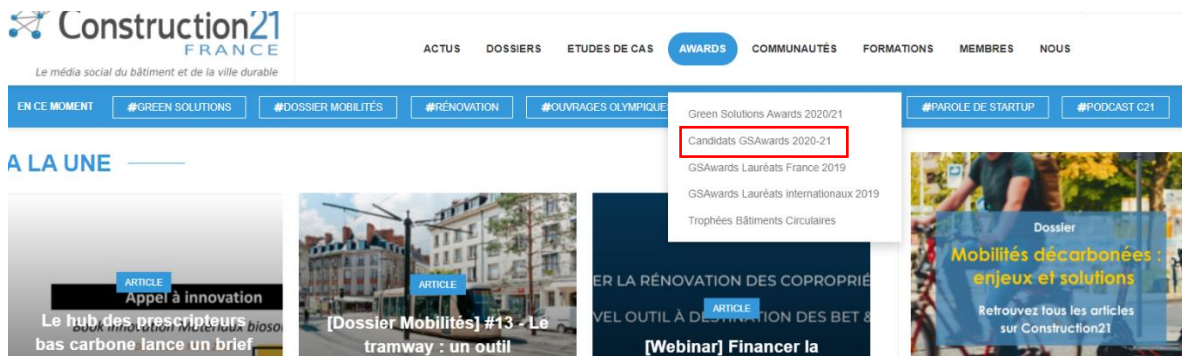 Construction21
FRANCE
Le média social du bâtiment et de la ville durable
ACTUS DOSSIERS ETUDES DE CAS AWARDS COMMUNAUTÉS FORMATIONS MEMBRES NOUS
EN CE MOMENT #GREEN SOLUTIONS #DOSSIER MOBILITÉS #RÉNOVATION #OUVRAGES OLYMPIQUE #PAROLE DE STARTUP #PODCAST C21
Green Solutions Awards 2020/21
Candidats GSAwards 2020-21
GSAwards Lauréats France 2019
GSAwards Lauréats internationaux 2019
Trophées Bâtiments Circulaires
A LA UNE
ARTICLE
Appel à innovation
Le hub des prescripteurs
bas carbone lance un brief
ARTICLE
[Dossier Mobilités] #13 - Le
tramway : un outil
ER LA RÉNOVATION DES COPROPRIÉ
ARTICLE
VEL OUTIL À DESTINATION DES BET &
[Webinar] Financer la
Dossier
Mobilités décarbonées :
enjeux et solutions
Retrouvez tous les articles
sur Construction21